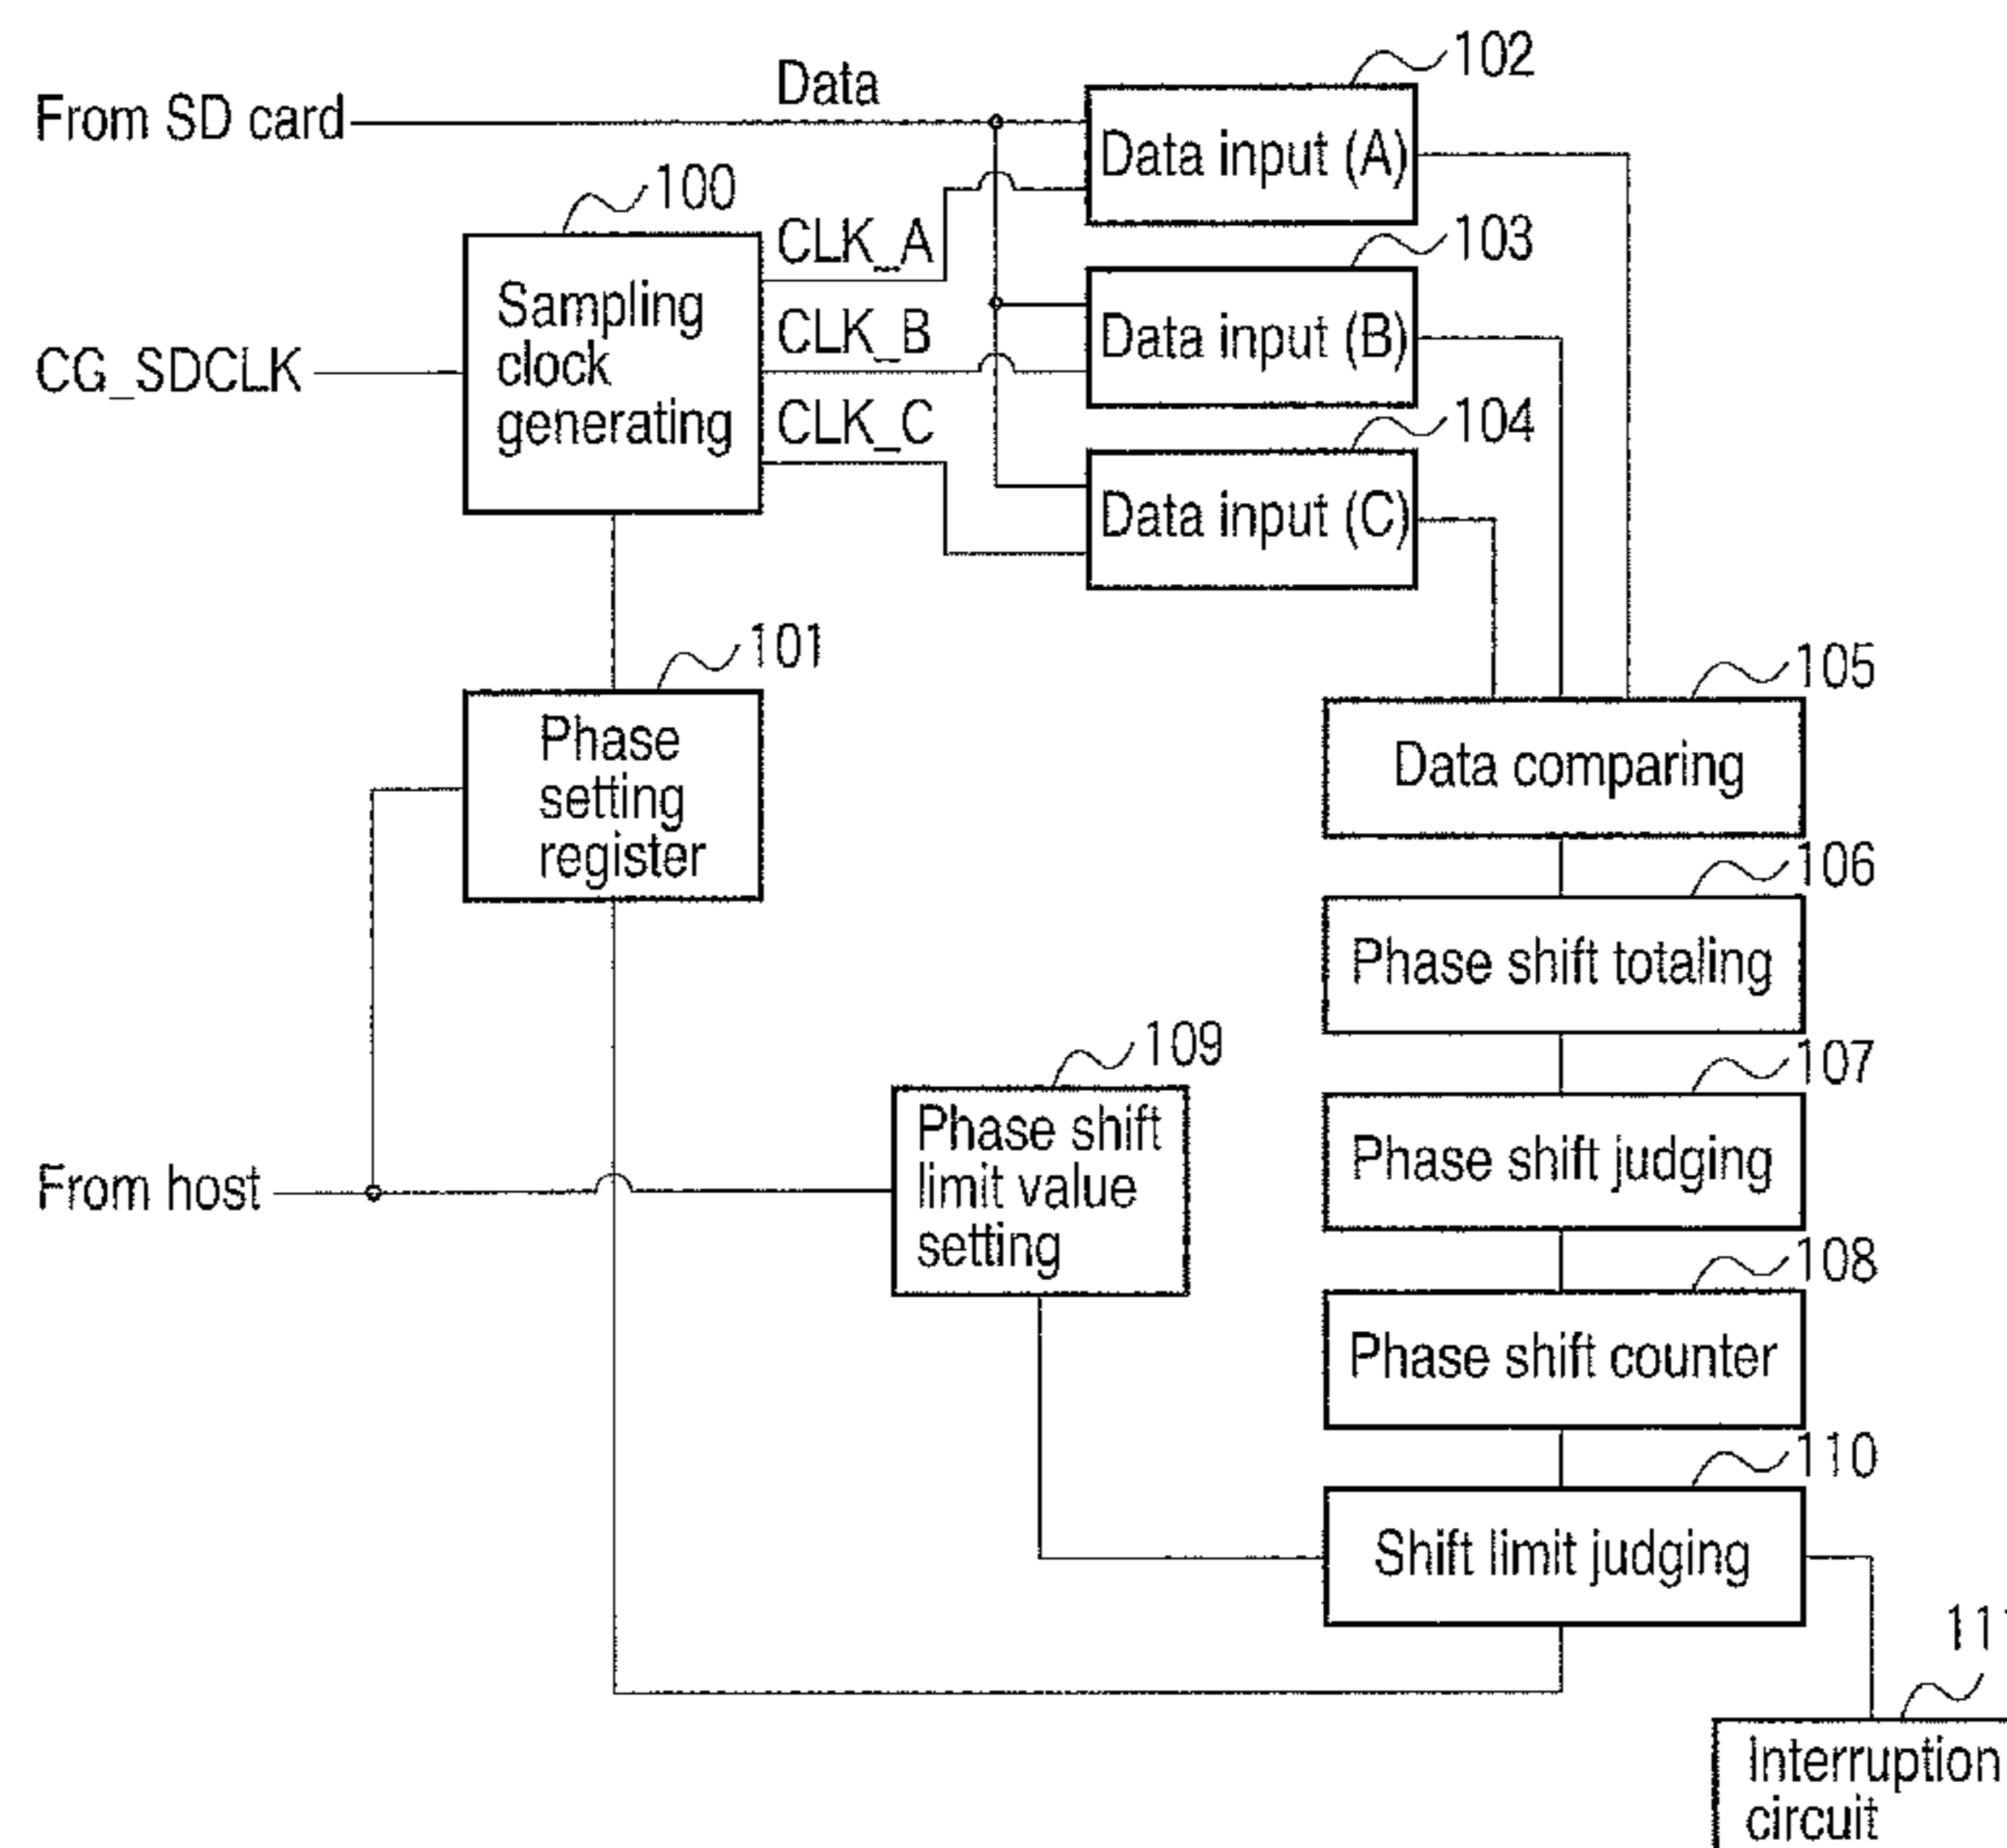 102
Data
From SD card
Data input (A)
100
CLK_A
103
Sampling
clock
generating
CLK_B
Data input (B)
CG_SDCLK
CLK_C
104
Data input (C)
101
105
Phase
setting
register
Data comparing
106
Phase shift totaling
109
107
Phase shift
limit value
setting
Phase shift judging
From host
108
Phase shift counter
110
Shift limit judging
111
Interruption
circuit